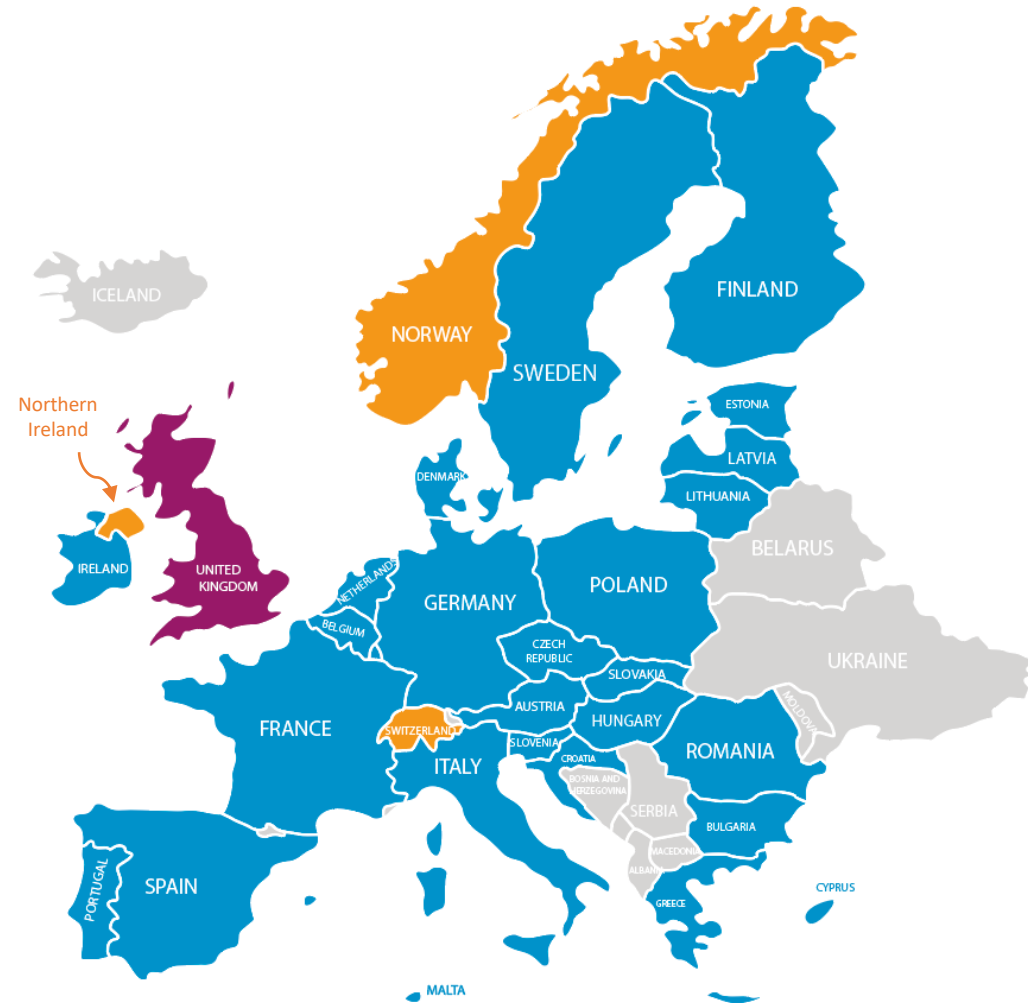 ICELAND
NORWAY
FINLAND
SWEDEN
Northern
Ireland
ESTONIA
LATVIA
LITHUANIA
DENMARK
BELARUS
IRELAND
UNITED
KINGDOM
NETHERLANDS
BELGIUM
GERMANY
POLAND
CZECH
REPUBLIC
SLOVAKIA
UKRAINE
MOLDOVA
FRANCE
SWITZERLAND
AUSTRIA
HUNGARY
SLOVENIA
CROATIA
ITALY
ROMANIA
BOSNIA AND
HERZEGOVINA
SERBIA
BULGARIA
MACEDONIA
ALBANIA
GREECE
PORTUGAL
SPAIN
CYPRUS
MALTA